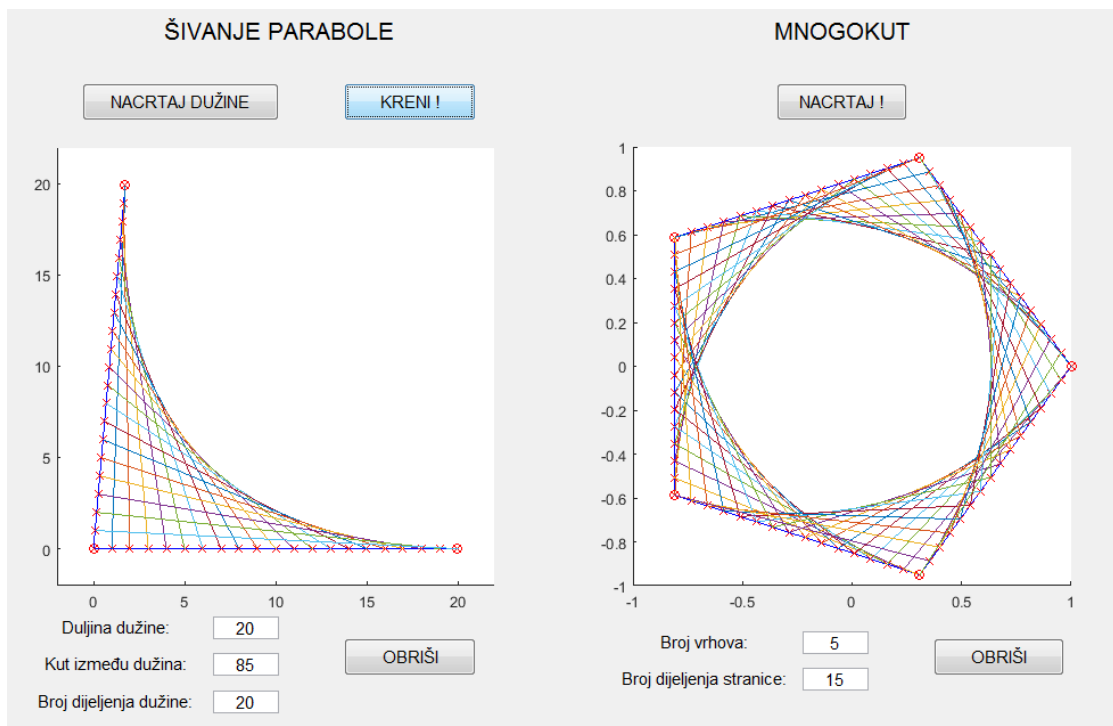 ŠIVANJE PARABOLE
NACRTAJ DUŽINE
KRENI !
20
15
10
5
0
0
5
10
15
20
Duljina dužine:
20
Kut između dužina:
85
Broj dijeljenja dužine:
20
OBRIŠI
MNOGOKUT
NACRTAJ !
1
0.8
0.6
0.4
0.2
0
-0.2
-0.4
-0.6
-0.8
-1
-1
-0.5
0
0.5
1
Broj vrhova:
5
Broj dijeljenja stranice:
15
OBRIŠI